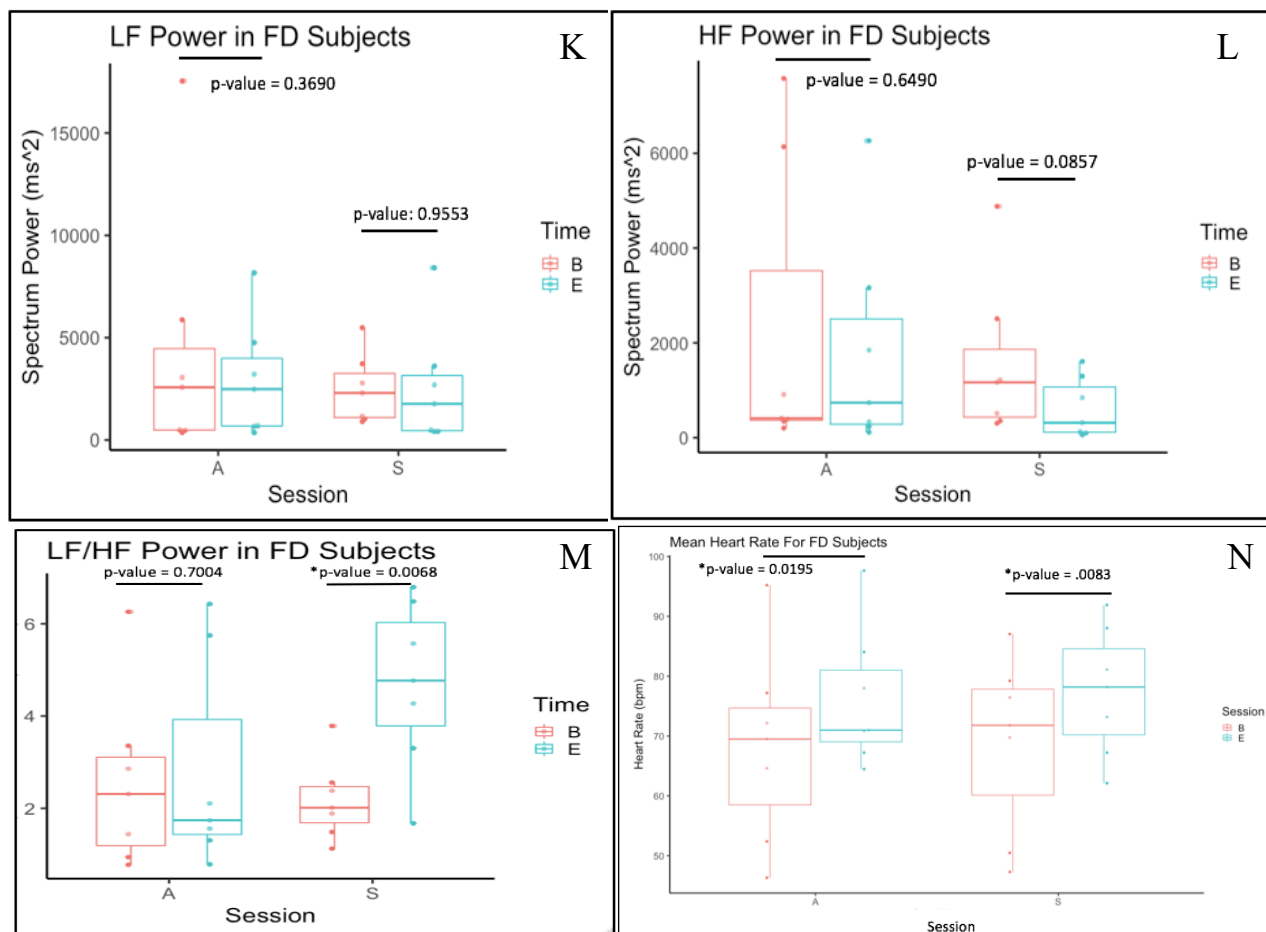 LF Power in FD Subjects
K
p-value = 0.3690
p-value: 0.9553
Spectrum Power (ms^2)
15000
10000
5000
0
A
S
Session
Time
B
E
HF Power in FD Subjects
L
p-value = 0.6490
p-value = 0.0857
Spectrum Power (ms^2)
6000
4000
2000
0
A
S
Session
Time
B
E
LF/HF Power in FD Subjects
M
p-value = 0.7004
*p-value = 0.0068
6
4
2
A
S
Session
Time
B
E
Mean Heart Rate For FD Subjects
N
*p-value = 0.0195
*p-value = .0083
Heart Rate (bpm)
100
90
80
70
60
50
A
S
Session
Session
B
E